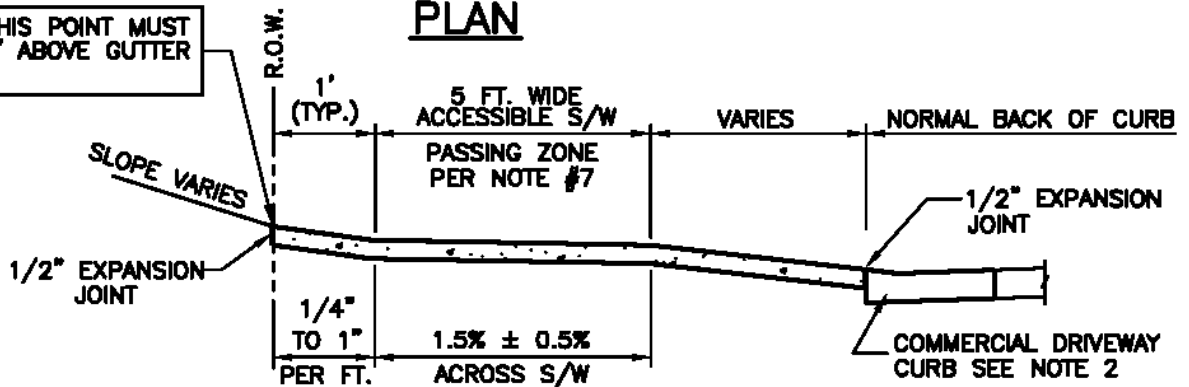 PLAN
HIS POINT MUST
" ABOVE GUTTER
R.O.W.
1'
(TYP.)
5 FT. WIDE
ACCESSIBLE S/W
VARIES
NORMAL BACK OF CURB
PASSING ZONE
PER NOTE #7
SLOPE VARIES
1/2" EXPANSION
JOINT
1/2" EXPANSION
JOINT
1/4"
TO 1"
PER FT.
1.5% ± 0.5%
ACROSS S/W
COMMERCIAL DRIVEWAY
CURB SEE NOTE 2